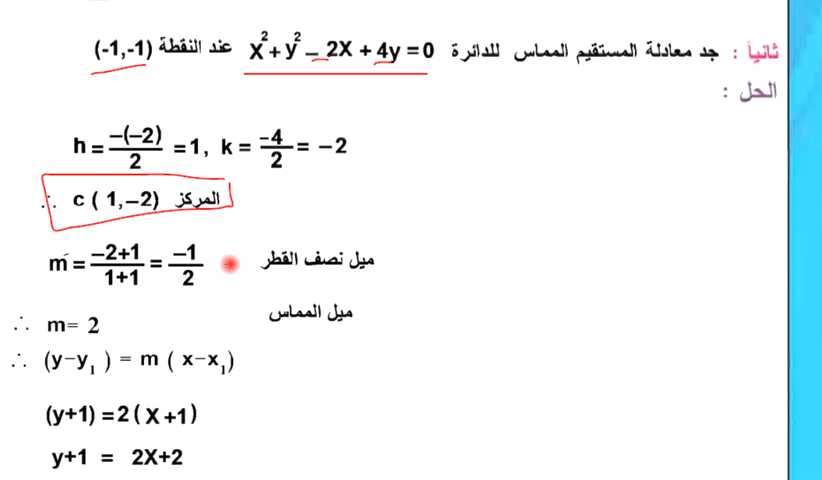 ثانياً : جد معادلة المستقيم المماس للدائرة x²+y²–2X+4y=0 عند النقطة (-1,-1)
الحل :
h = –(–2)/2 = 1, k = –4/2 = –2
∴ c ( 1,–2) المركز
m′ = –2+1/1+1 = –1/2 ميل نصف القطر
∴ m= 2 ميل المماس
∴ (y–y₁ ) = m ( x–x₁)
(y+1) =2 ( X +1)
y+1 = 2X+2